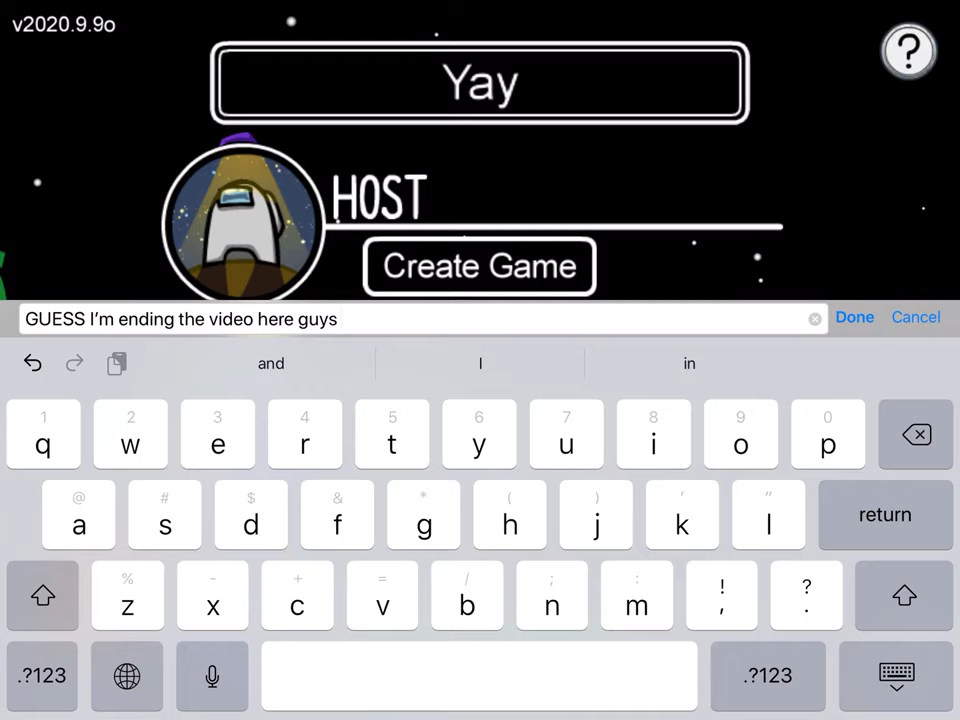 v2020.9.9o
?
Yay
HOST
Create Game
GUESS I’m ending the video here guys
Done Cancel
and I in
1 2 3 4 5 6 7 8 9 0
q w e r t y u i o p
@ # $ & * ( ) ' "
a s d f g h j k l return
% - + = / ; : ! ?
z x c v b n m , .
.?123 .?123